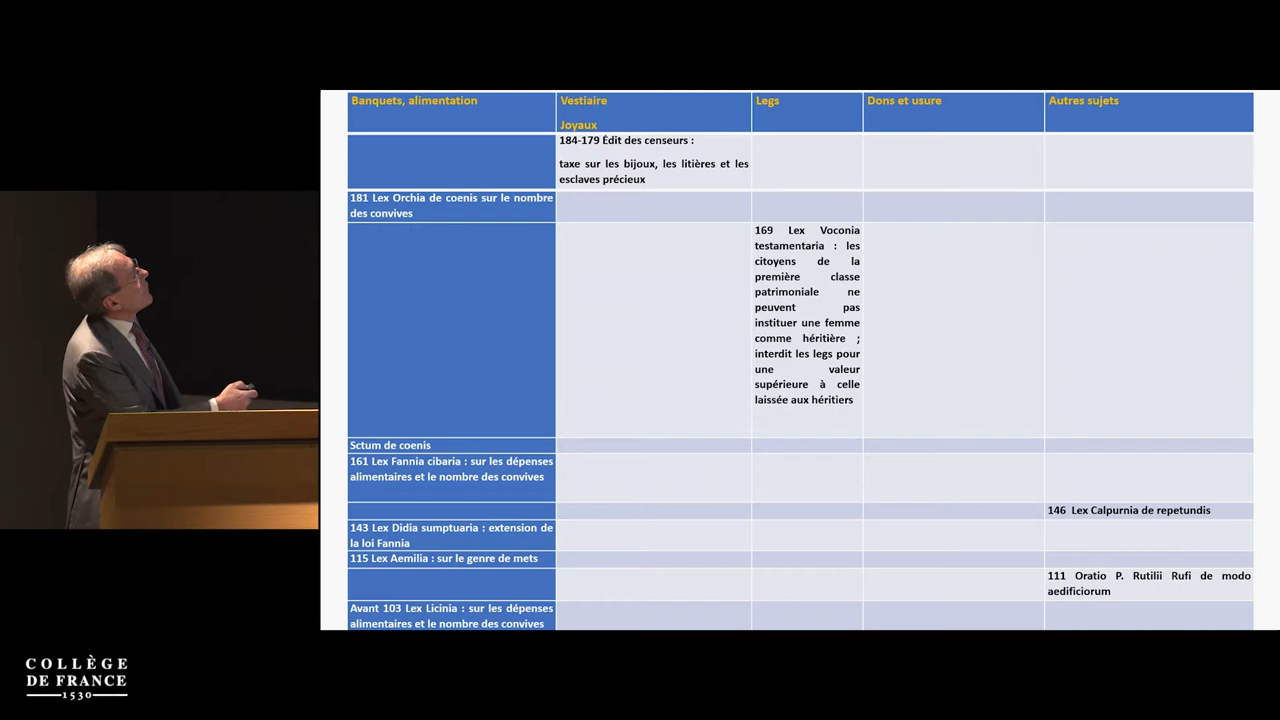 Banquets, alimentation
Vestiaire
Joyaux
Legs
Dons et usure
Autres sujets
184-179 Édit des censeurs :
taxe sur les bijoux, les litières et les
esclaves précieux
181 Lex Orchia de coenis sur le nombre
des convives
169 Lex Voconia
testamentaria : les
citoyens de la
première classe
patrimoniale ne
peuvent pas
instituer une femme
comme héritière ;
interdit les legs pour
une valeur
supérieure à celle
laissée aux héritiers
Sctum de coenis
161 Lex Fannia cibaria : sur les dépenses
alimentaires et le nombre des convives
146 Lex Calpurnia de repetundis
143 Lex Didia sumptuaria : extension de
la loi Fannia
115 Lex Aemilia : sur le genre de mets
111 Oratio P. Rutilii Rufi de modo
aedificiorum
Avant 103 Lex Licinia : sur les dépenses
alimentaires et le nombre des convives
COLLÈGE
DE FRANCE
1530